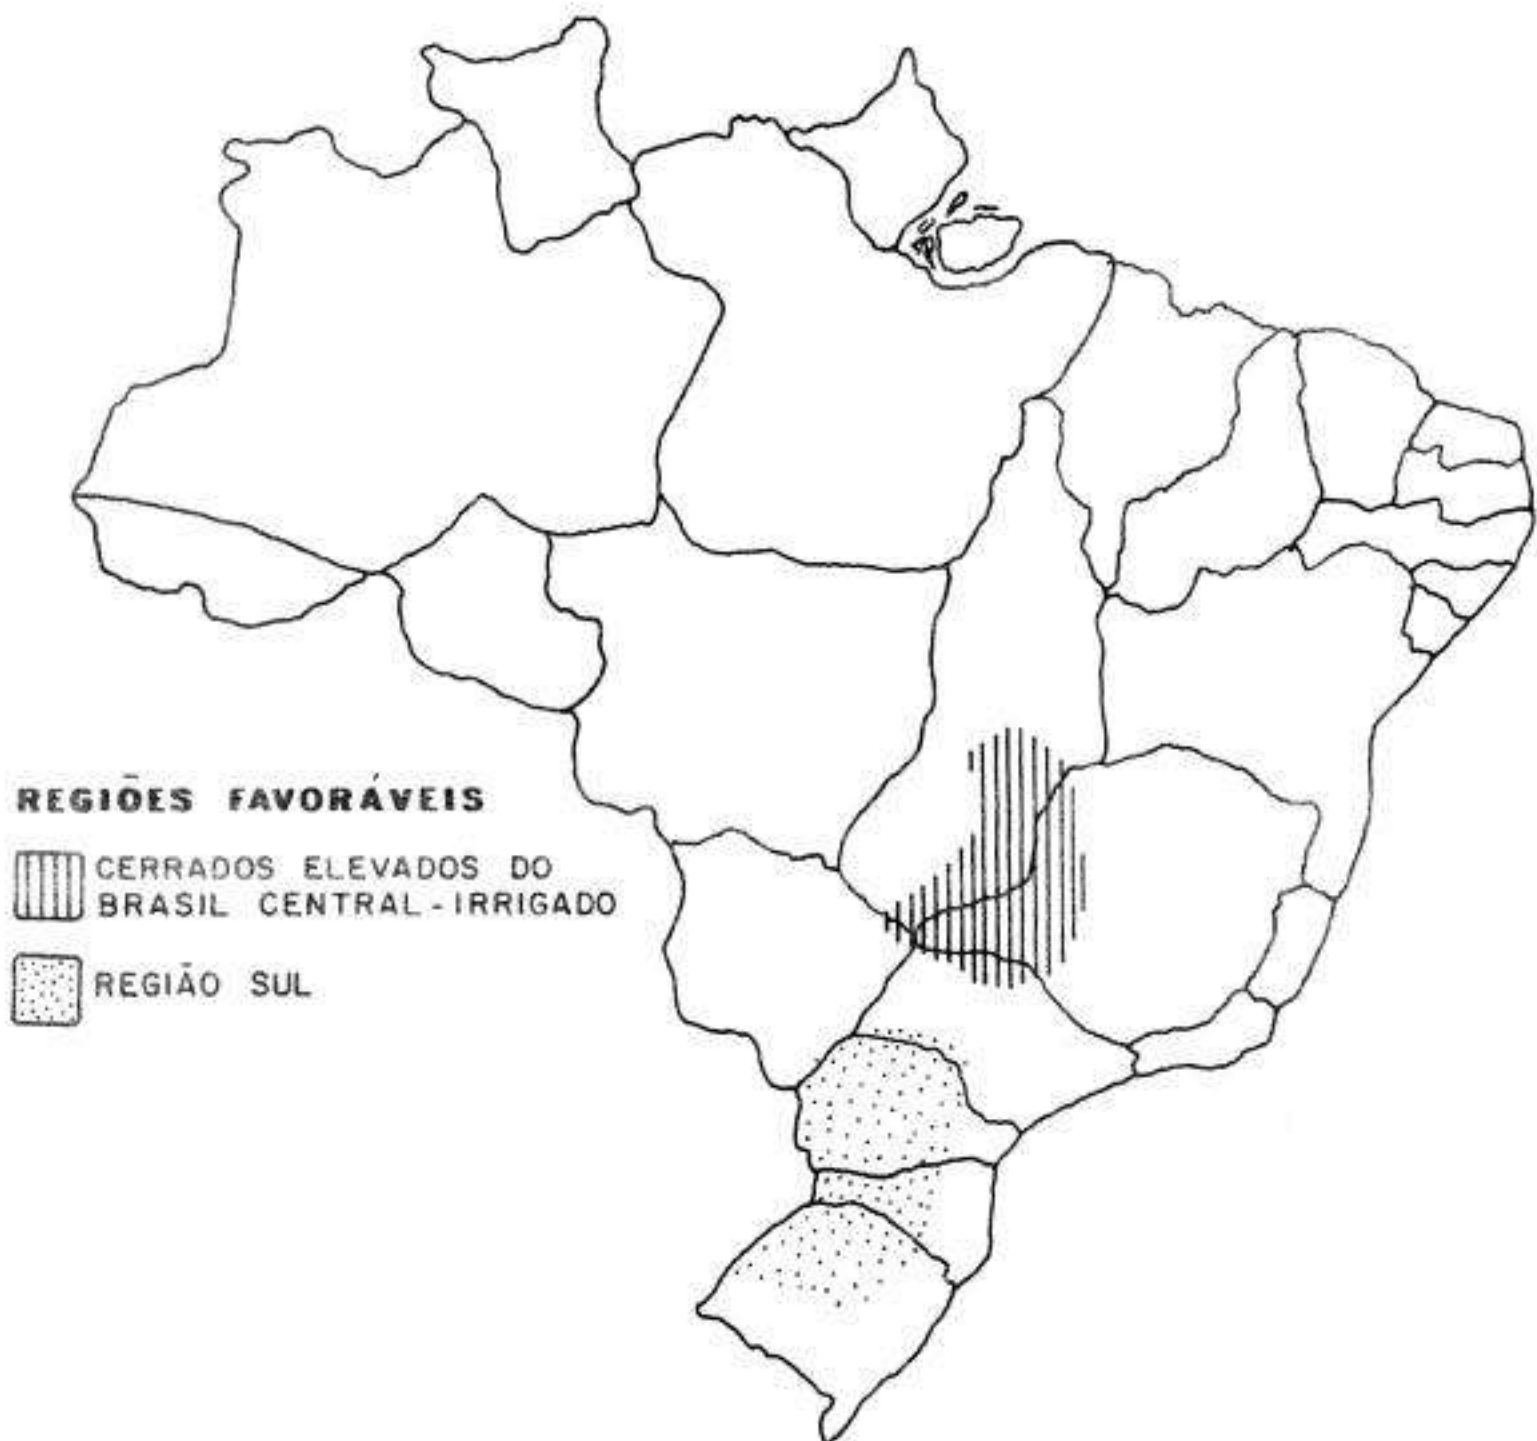 REGIÕES FAVORÁVEIS
CERRADOS ELEVADOS DO
BRASIL CENTRAL-IRRIGADO
REGIÃO SUL